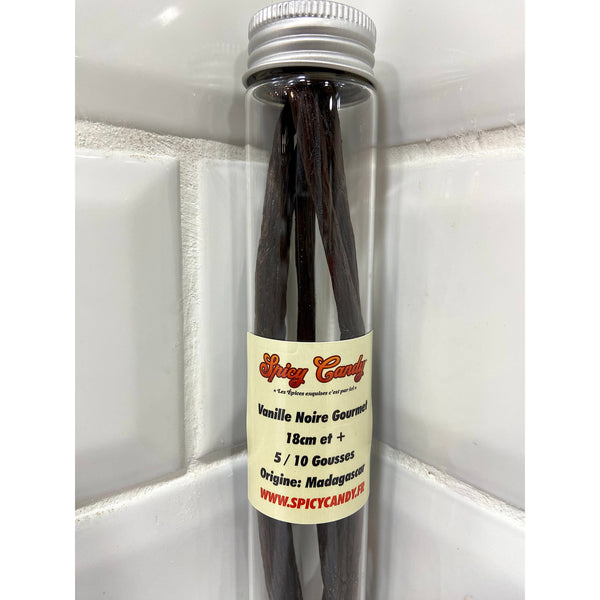 Spicy Candy
« Les Épices exquises c'est par ici »
Vanille Noire Gourmet
18cm et +
5 / 10 Gousses
Origine: Madagascar
WWW.SPICYCANDY.FR